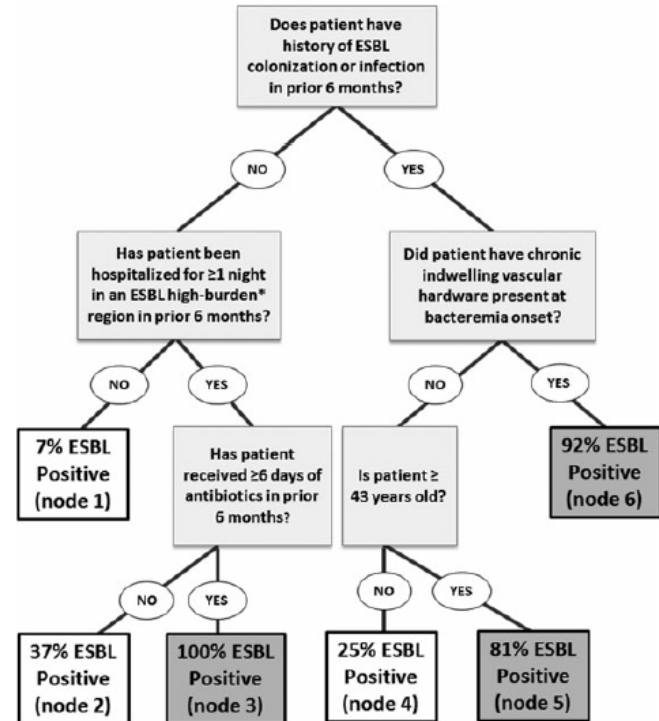 Does patient have
history of ESBL
colonization or infection
in prior 6 months?
NO
YES
Has patient been
hospitalized for ≥1 night
in an ESBL high-burden*
region in prior 6 months?
Did patient have chronic
indwelling vascular
hardware present at
bacteremia onset?
NO
YES
NO
YES
7% ESBL
Positive
(node 1)
Has patient
received ≥6 days of
antibiotics in prior
6 months?
Is patient ≥
43 years old?
92% ESBL
Positive
(node 6)
NO
YES
NO
YES
37% ESBL
Positive
(node 2)
100% ESBL
Positive
(node 3)
25% ESBL
Positive
(node 4)
81% ESBL
Positive
(node 5)